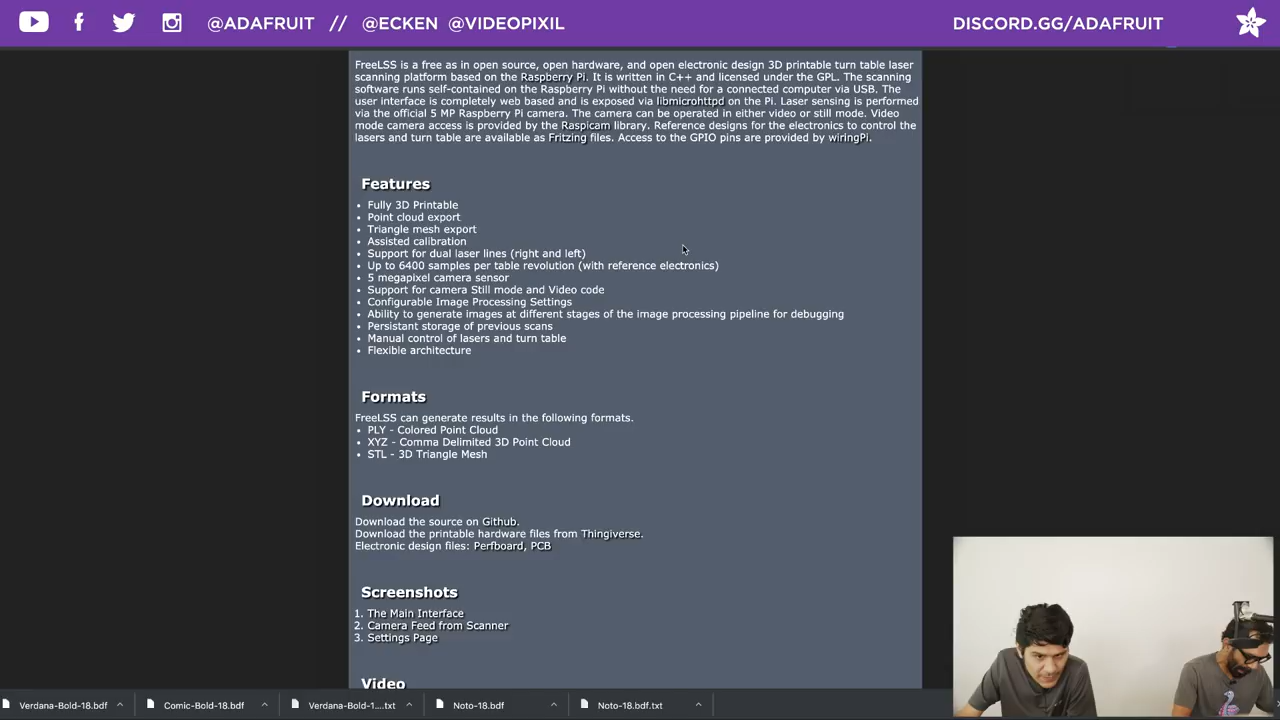 @ADAFRUIT // @ECKEN @VIDEOPIXIL
DISCORD.GG/ADAFRUIT
FreeLSS is a free as in open source, open hardware, and open electronic design 3D printable turn table laser
scanning platform based on the Raspberry Pi. It is written in C++ and licensed under the GPL. The scanning
software runs self-contained on the Raspberry Pi without the need for a connected computer via USB. The
user interface is completely web based and is exposed via libmicrohttpd on the Pi. Laser sensing is performed
via the official 5 MP Raspberry Pi camera. The camera can be operated in either video or still mode. Video
mode camera access is provided by the Raspicam library. Reference designs for the electronics to control the
lasers and turn table are available as Fritzing files. Access to the GPIO pins are provided by wiringPi.
Features
• Fully 3D Printable
• Point cloud export
• Triangle mesh export
• Assisted calibration
• Support for dual laser lines (right and left)
• Up to 6400 samples per table revolution (with reference electronics)
• 5 megapixel camera sensor
• Support for camera Still mode and Video code
• Configurable Image Processing Settings
• Ability to generate images at different stages of the image processing pipeline for debugging
• Persistant storage of previous scans
• Manual control of lasers and turn table
• Flexible architecture
Formats
FreeLSS can generate results in the following formats.
• PLY - Colored Point Cloud
• XYZ - Comma Delimited 3D Point Cloud
• STL - 3D Triangle Mesh
Download
Download the source on Github.
Download the printable hardware files from Thingiverse.
Electronic design files: Perfboard, PCB
Screenshots
1. The Main Interface
2. Camera Feed from Scanner
3. Settings Page
Video
Verdana-Bold-18.bdf
Comic-Bold-18.bdf
Verdana-Bold-1....txt
Noto-18.bdf
Noto-18.bdf.txt